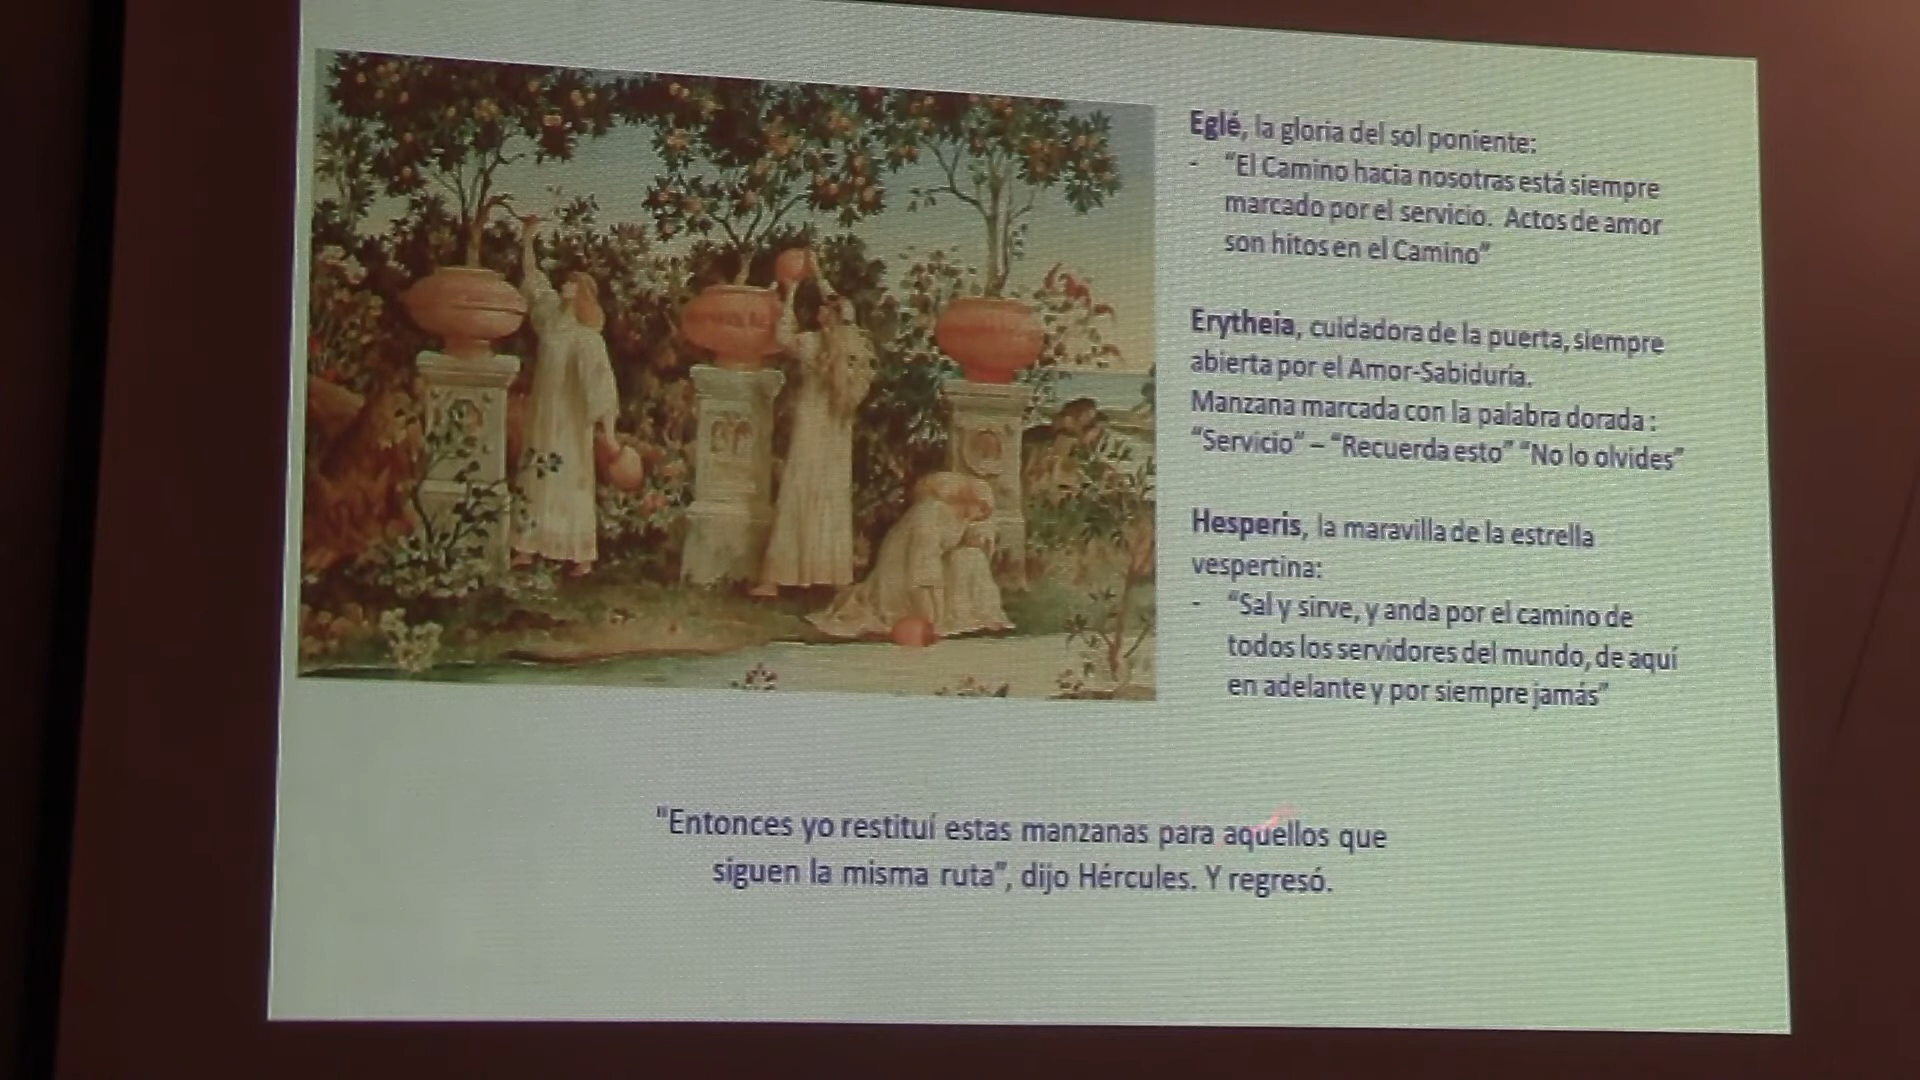 Eglé, la gloria del sol poniente:
- "El Camino hacia nosotras está siempre
marcado por el servicio. Actos de amor
son hitos en el Camino"
Erytheia, cuidadora de la puerta, siempre
abierta por el Amor-Sabiduría.
Manzana marcada con la palabra dorada :
"Servicio" – "Recuerda esto" "No lo olvides"
Hesperis, la maravilla de la estrella
vespertina:
- "Sal y sirve, y anda por el camino de
todos los servidores del mundo, de aquí
en adelante y por siempre jamás"
"Entonces yo restituí estas manzanas para aquellos que
siguen la misma ruta", dijo Hércules. Y regresó.